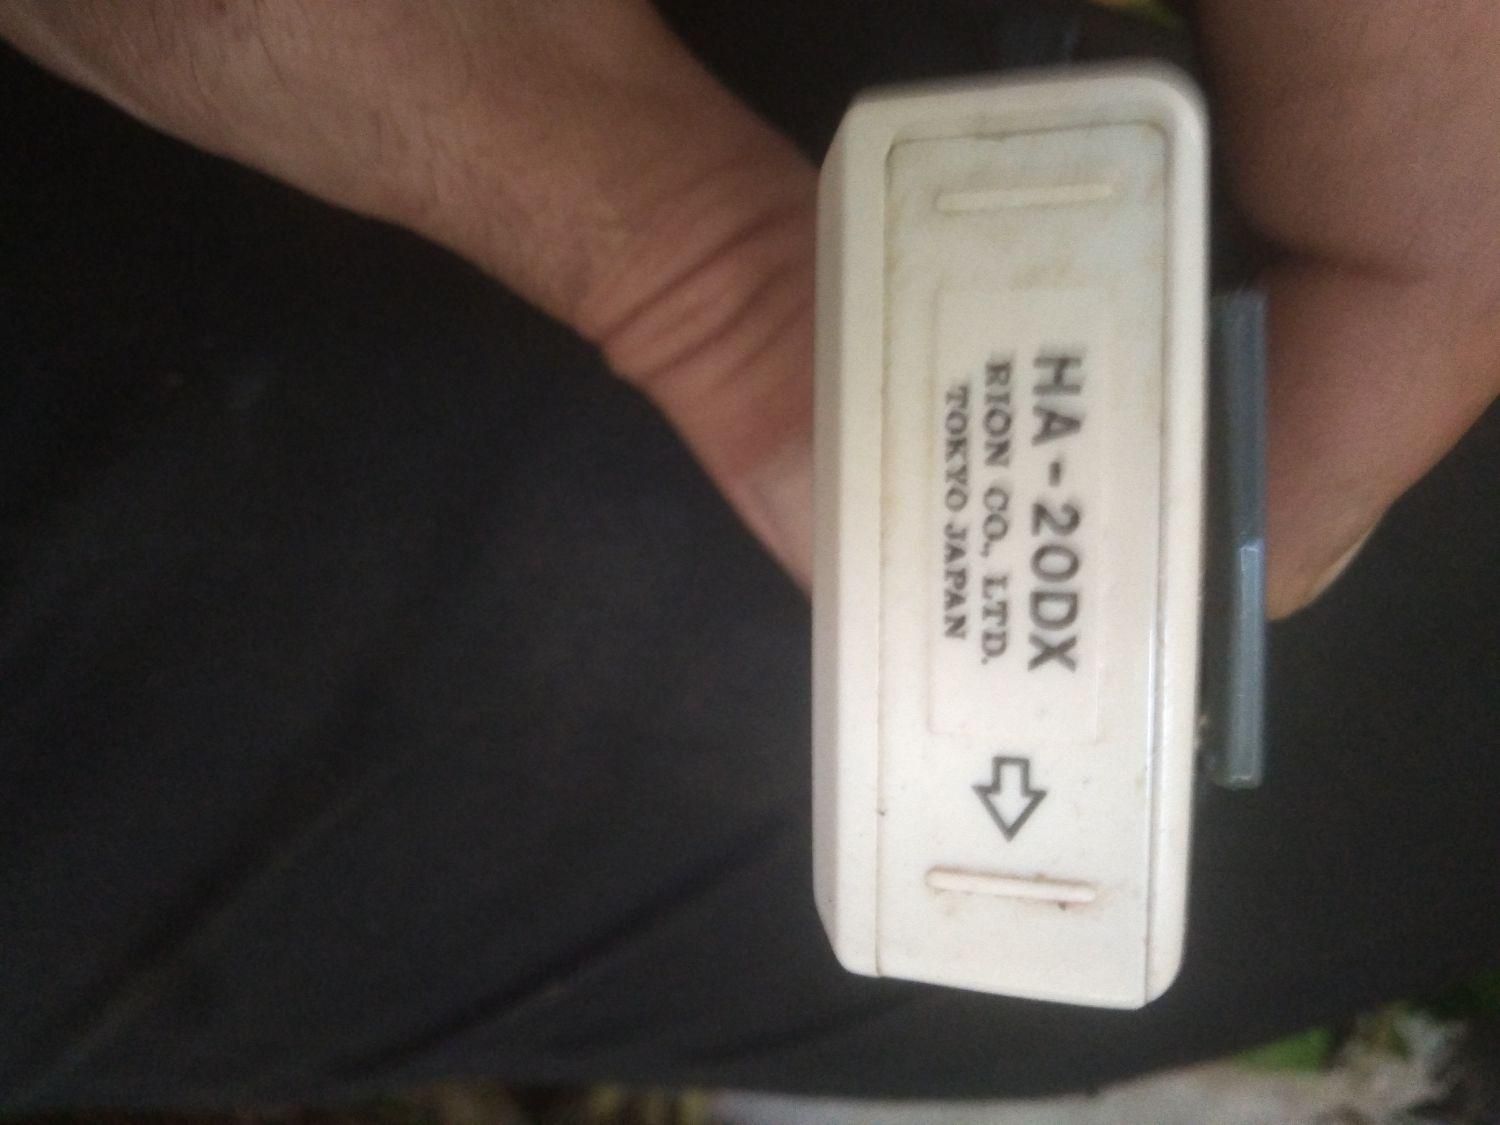 HA-20DX
RION CO., LTD.
TOKYO JAPAN